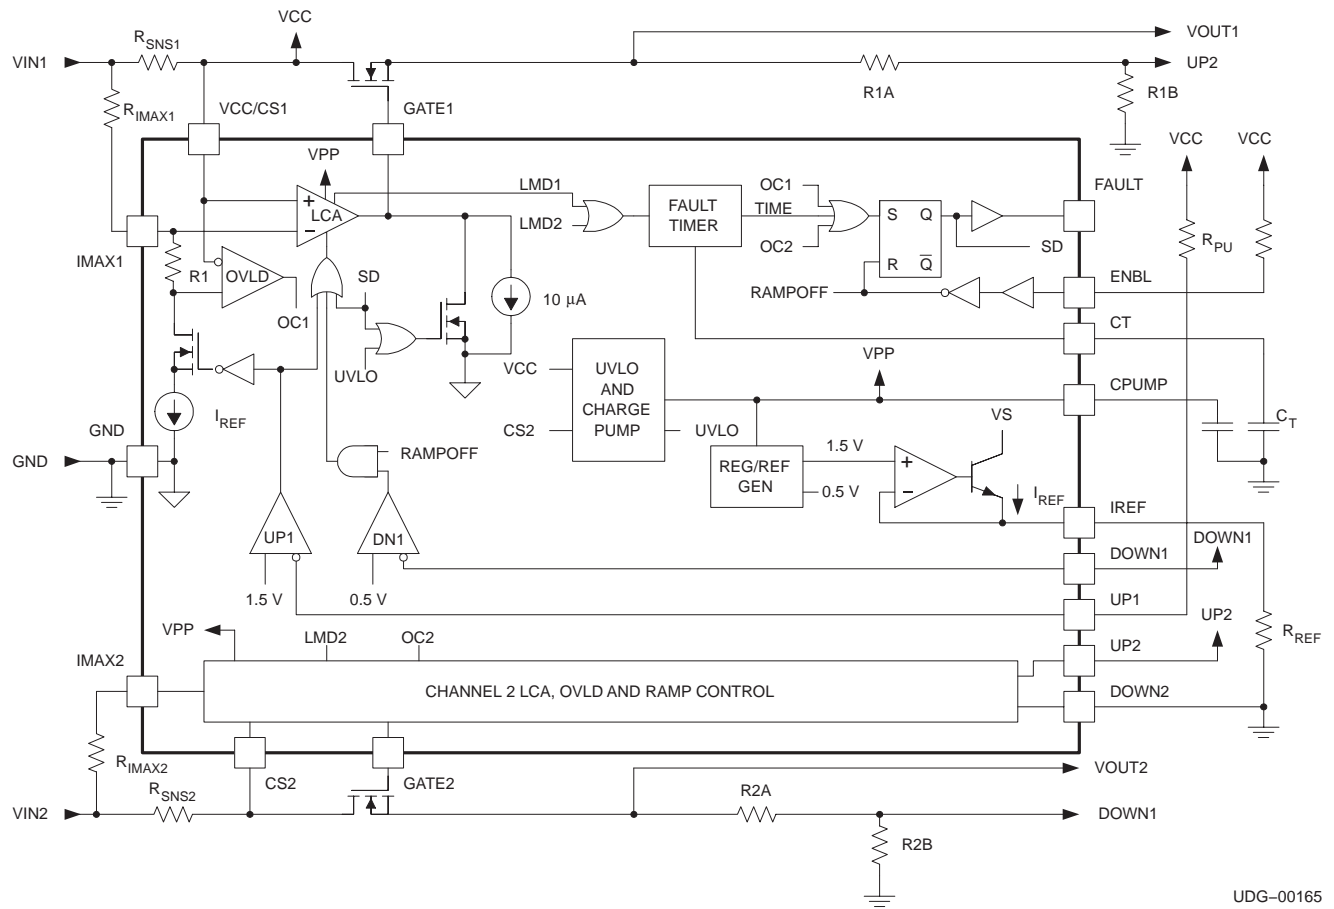 VCC
VOUT1
RSNS1
VIN1
UP2
R1A
R1B
RIMAX1
VCC/CS1
GATE1
VCC
VCC
VPP
FAULT
LMD1
OC1
+
LCA
−
FAULT
TIMER
TIME
S
Q
LMD2
OC2
SD
RPU
IMAX1
R1
OVLD
SD
R
Q̅
ENBL
RAMPOFF
10 µA
OC1
CT
UVLO
VCC
UVLO
AND
CHARGE
PUMP
VPP
CPUMP
IREF
VS
CT
GND
CS2
UVLO
GND
RAMPOFF
1.5 V
REG/REF
GEN
+
−
0.5 V
IREF
IREF
UP1
DN1
DOWN1
DOWN1
1.5 V
0.5 V
UP1
UP2
VPP
LMD2
OC2
RREF
IMAX2
UP2
CHANNEL 2 LCA, OVLD AND RAMP CONTROL
DOWN2
RIMAX2
CS2
GATE2
VOUT2
RSNS2
R2A
VIN2
DOWN1
R2B
UDG–00165